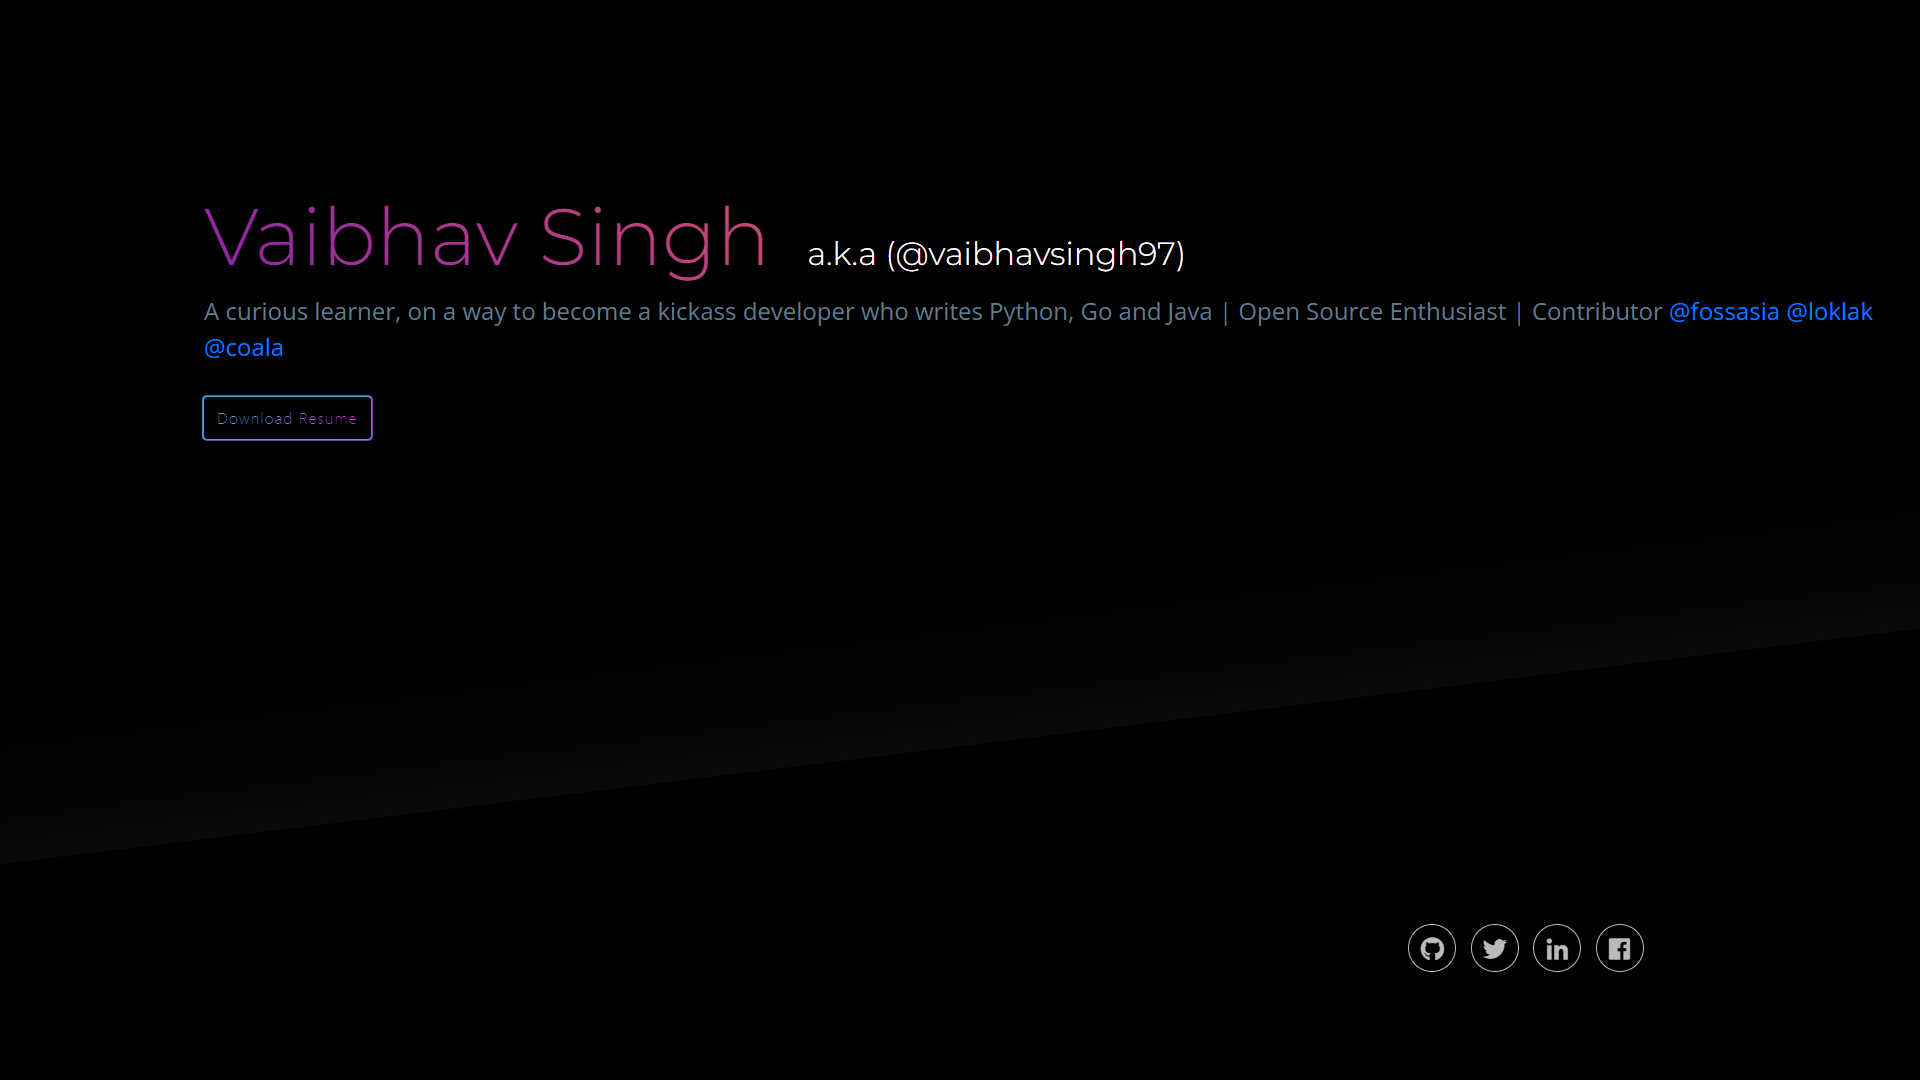 Vaibhav Singh a.k.a (@vaibhavsingh97)
A curious learner, on a way to become a kickass developer who writes Python, Go and Java | Open Source Enthusiast | Contributor @fossasia @loklak
@coala
Download Resume